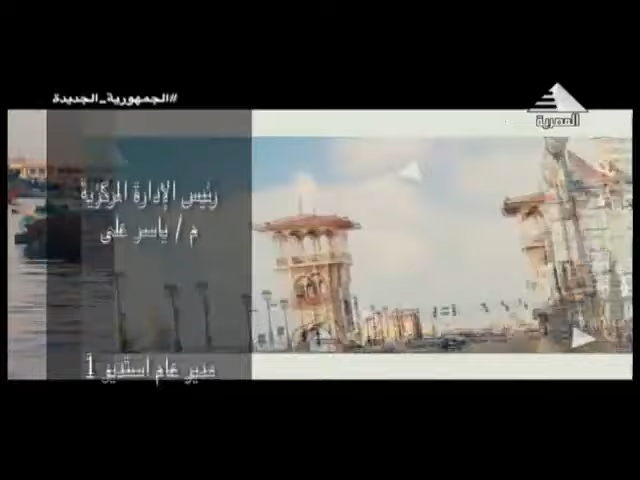 #الجمهورية_الجديدة
المصرية
رئيس الإدارة المركزية
م / ياسر على
مدير عام استديو 1